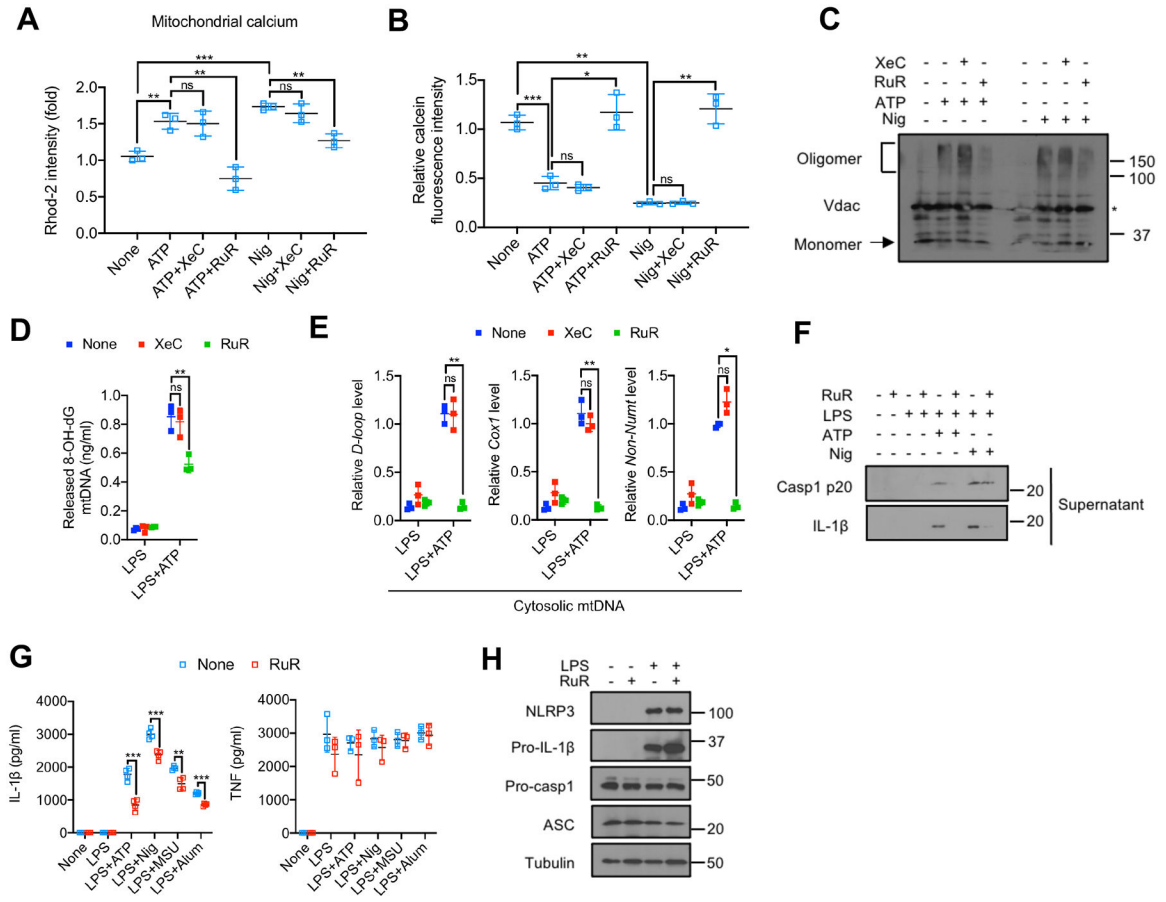 A
Mitochondrial calcium
Rhod-2 intensity (fold)
2.0
1.5
1.0
0.5
0.0
***
**
**
ns
**
ns
None
ATP
ATP+XeC
ATP+RuR
Nig
Nig+XeC
Nig+RuR
B
Relative calcein
fluorescence intensity
1.5
1.0
0.5
0.0
**
*
**
***
ns
ns
None
ATP
ATP+XeC
ATP+RuR
Nig
Nig+XeC
Nig+RuR
C
XeC - - + - - - + -
RuR - - - + - - - +
ATP - + + + - - - -
Nig - - - - - + + +
Oligomer
Vdac
Monomer
150
100
*
37
D
None XeC RuR
Released 8-OH-dG
mtDNA (ng/ml)
1.0
0.8
0.6
0.4
0.2
0.0
**
ns
LPS
LPS+ATP
E
None XeC RuR
Relative D-loop level
1.5
1.0
0.5
0.0
**
ns
LPS
LPS+ATP
Relative Cox1 level
1.5
1.0
0.5
0.0
**
ns
LPS
LPS+ATP
Relative Non-Numt level
1.5
1.0
0.5
0.0
*
ns
LPS
LPS+ATP
Cytosolic mtDNA
F
RuR - + - + - + - +
LPS - - + + + + + +
ATP - - - - + + - -
Nig - - - - - - + +
Casp1 p20
20
IL-1β
20
Supernatant
G
None RuR
IL-1β (pg/ml)
4000
3000
2000
1000
0
***
***
**
***
None
LPS
LPS+ATP
LPS+Nig
LPS+MSU
LPS+Alum
TNF (pg/ml)
4000
3000
2000
1000
0
None
LPS
LPS+ATP
LPS+Nig
LPS+MSU
LPS+Alum
H
LPS - - + +
RuR - + - +
NLRP3
100
Pro-IL-1β
37
Pro-casp1
50
ASC
20
Tubulin
50